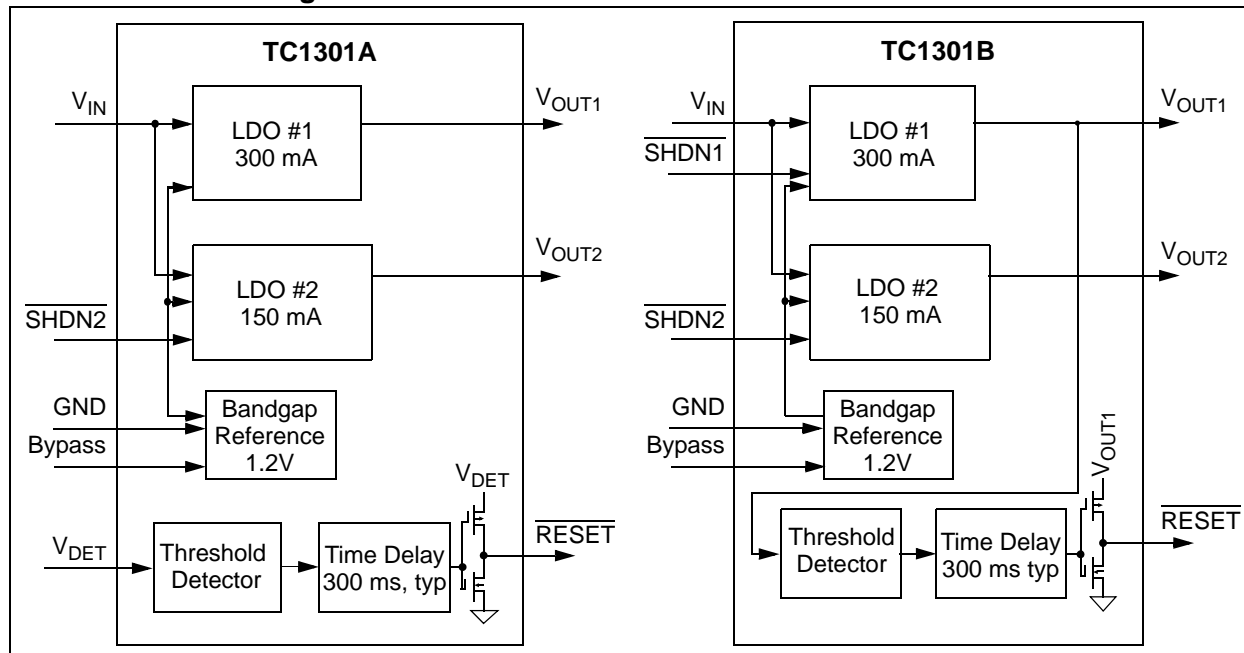 TC1301A
V_IN
LDO #1
300 mA
V_OUT1
LDO #2
150 mA
V_OUT2
SHDN2
GND
Bypass
Bandgap
Reference
1.2V
V_DET
V_DET
Threshold
Detector
Time Delay
300 ms, typ
RESET
TC1301B
V_IN
SHDN1
LDO #1
300 mA
V_OUT1
LDO #2
150 mA
V_OUT2
SHDN2
GND
Bypass
Bandgap
Reference
1.2V
V_OUT1
Threshold
Detector
Time Delay
300 ms typ
RESET